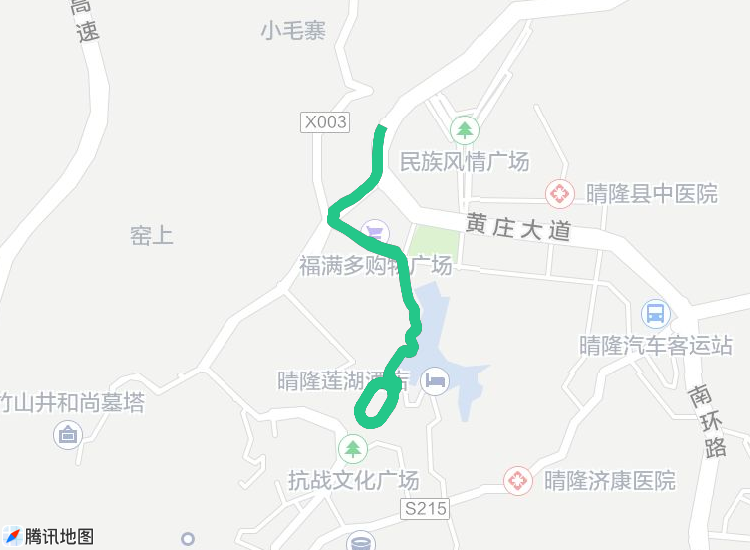 高速
小毛寨
X003
民族风情广场
晴隆县中医院
黄庄大道
窑上
福满多购物广场
晴隆汽车客运站
晴隆莲湖酒店
南环路
竹山井和尚墓塔
抗战文化广场
晴隆济康医院
S215
腾讯地图